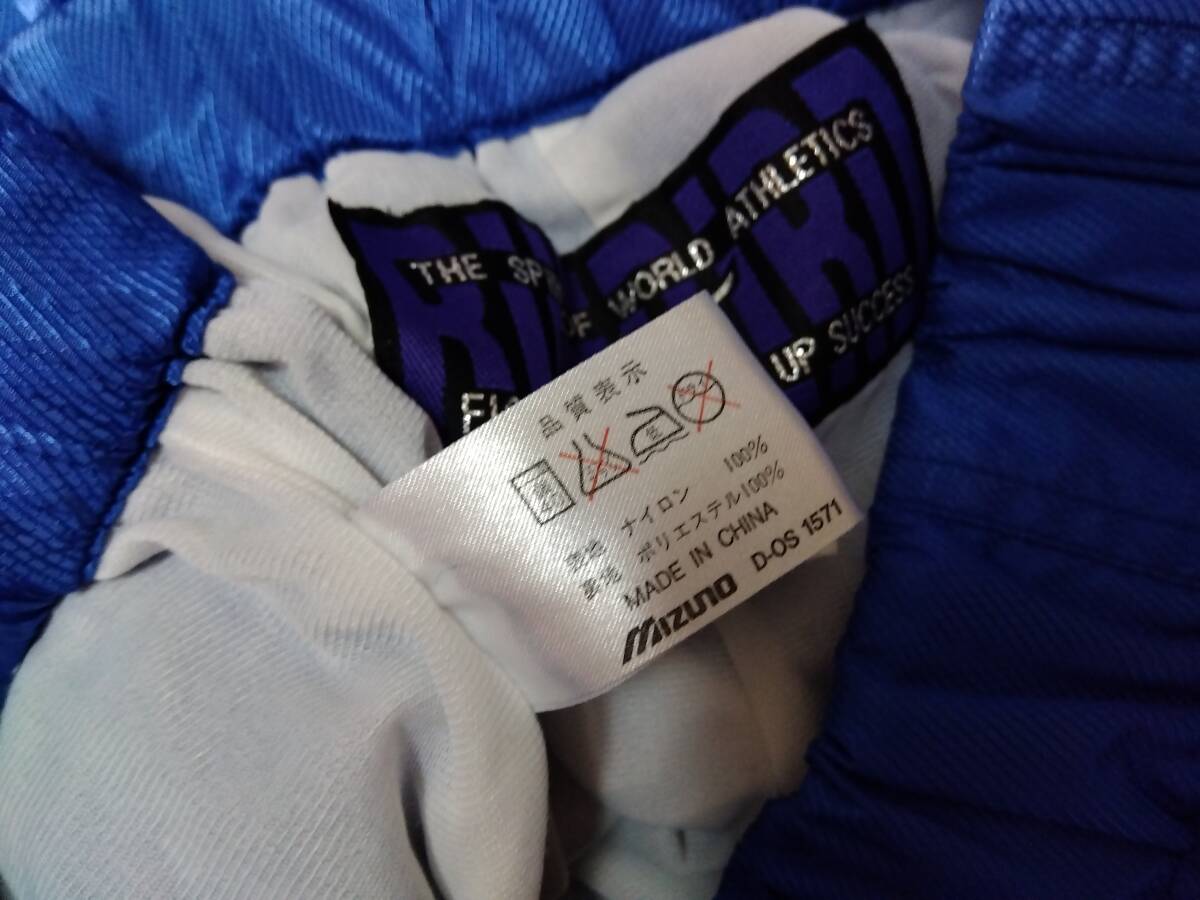 THE SP
OF WORLD ATHLETICS
UP SUCCESS
品質表示
低
表地 ナイロン 100%
裏地 ポリエステル100%
MADE IN CHINA
MIZUNO D-OS 1571